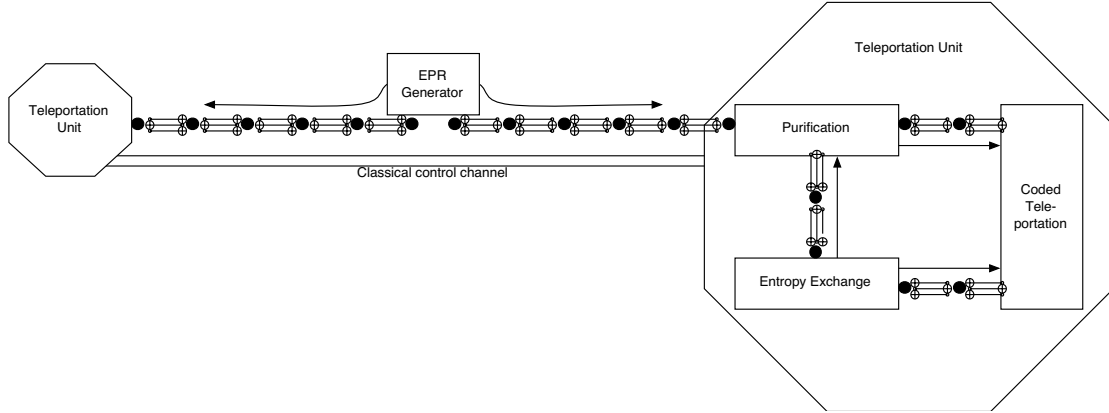 Teleportation Unit
EPR
Generator
Teleportation
Unit
Purification
Classical control channel
Coded
Tele-
portation
Entropy Exchange